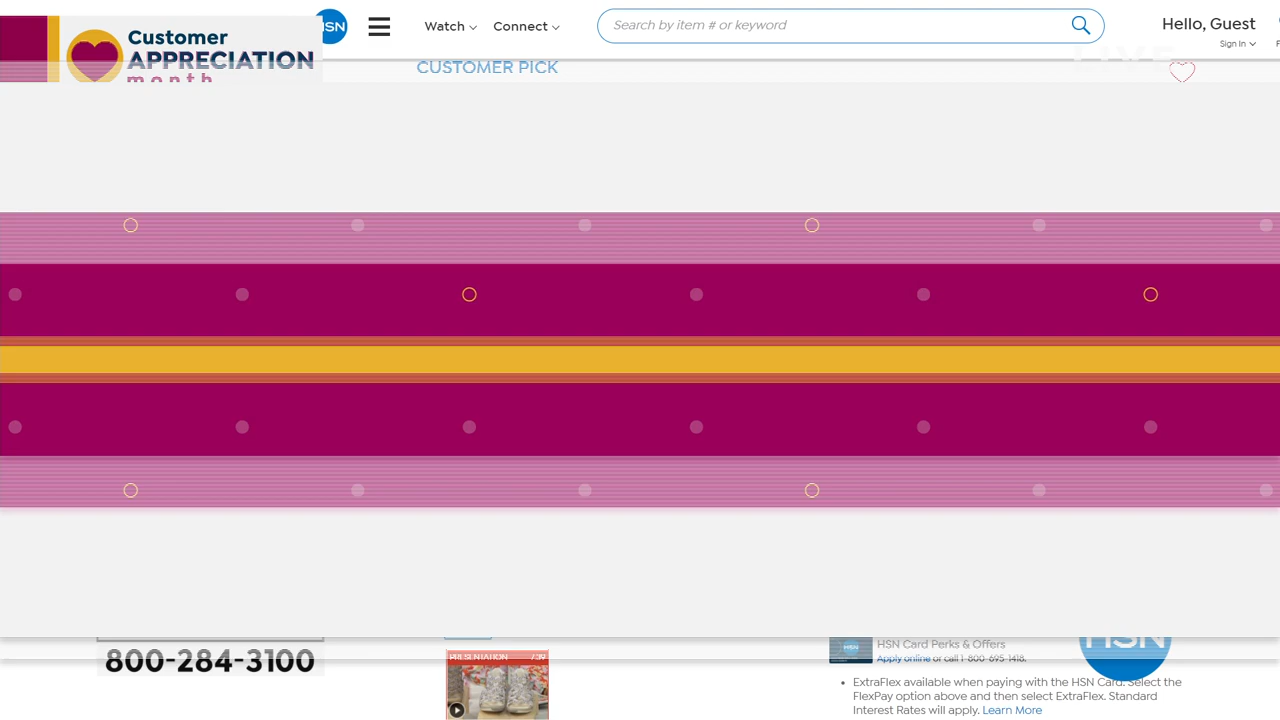 Customer
APPRECIATION
month
HSN
Watch
Connect
Search by item # or keyword
Hello, Guest
Sign In
CUSTOMER PICK
LIVE
800-284-3100
PRESENTATION 7:39
HSN Card Perks & Offers
Apply online or call 1-800-695-1418.
HSN
• ExtraFlex available when paying with the HSN Card. Select the
FlexPay option above and then select ExtraFlex. Standard
Interest Rates will apply. Learn More